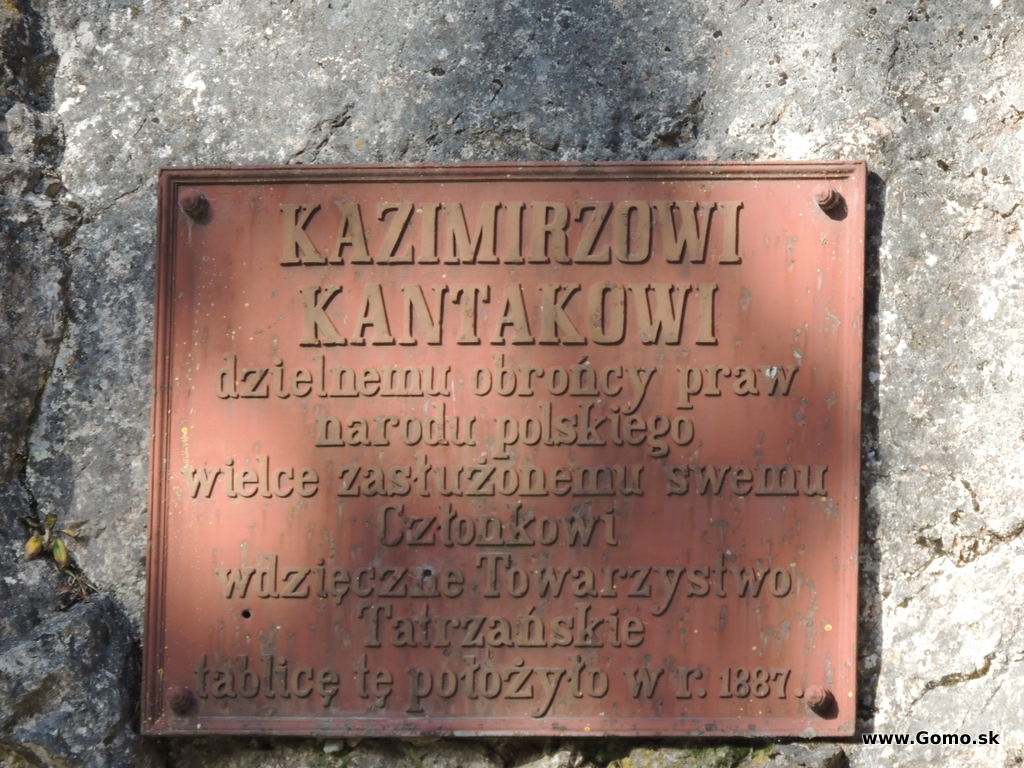 KAZIMIRZOWI
KANTAKOWI
dzielnemu obrońcy praw
narodu polskiego
wielce zasłużonemu swemu
Członkowi
wdzięczne Towarzystwo
Tatrzańskie
tablicę tę położyło w r. 1887.
www.Gomo.sk